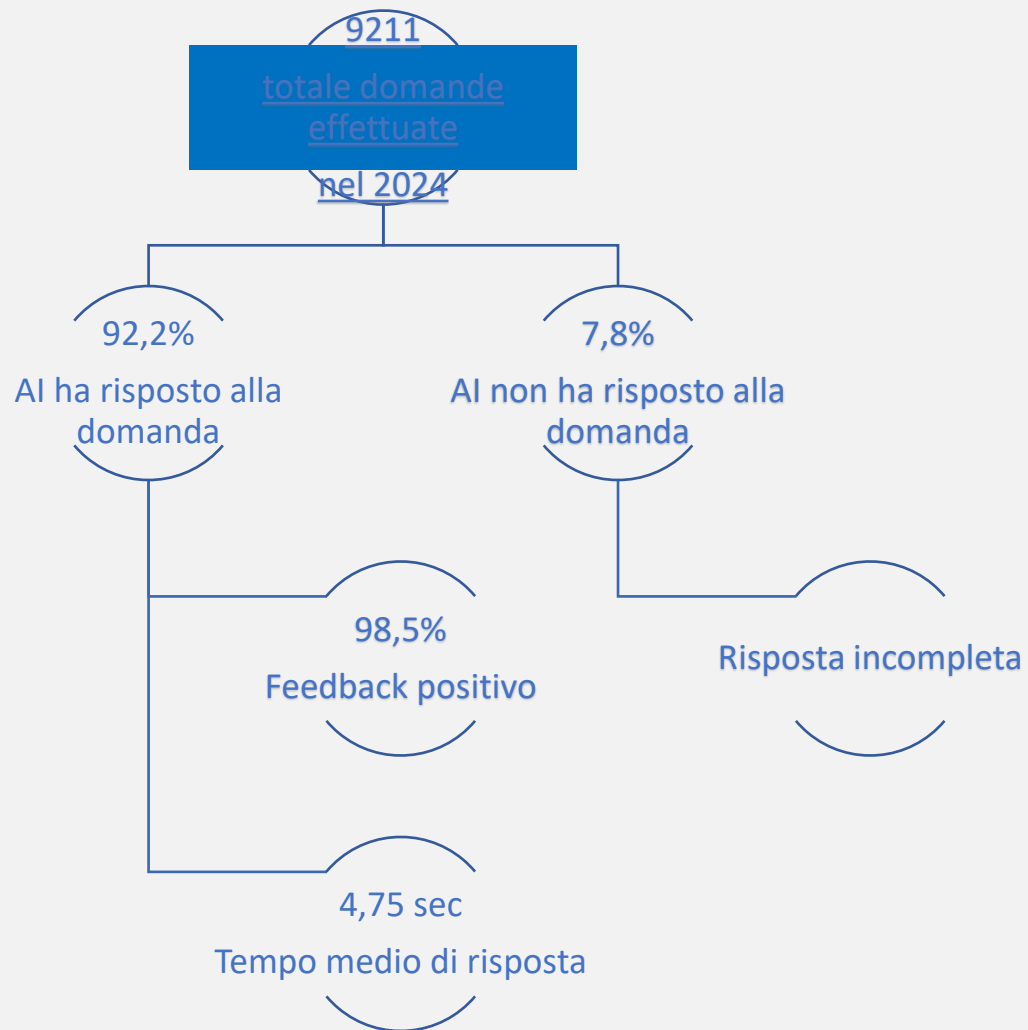 9211
totale domande
effettuate
nel 2024
92,2%
AI ha risposto alla
domanda
7,8%
AI non ha risposto alla
domanda
98,5%
Feedback positivo
Risposta incompleta
4,75 sec
Tempo medio di risposta